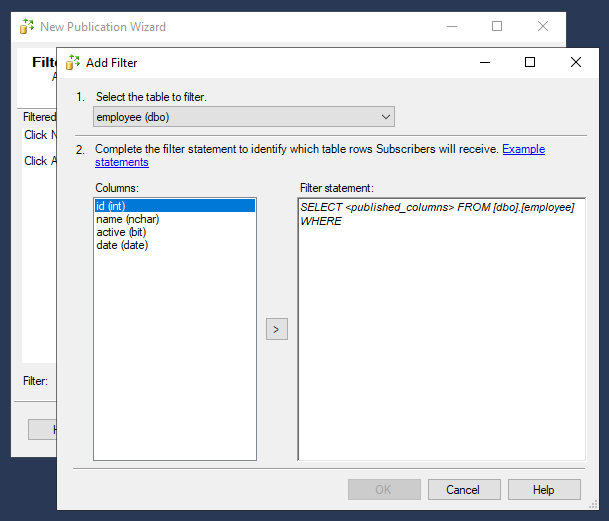 New Publication Wizard
Filte
A
Filtered
Click N
Click A
Filter:
H
Add Filter
1. Select the table to filter.
employee (dbo)
2. Complete the filter statement to identify which table rows Subscribers will receive. Example
statements
Columns:
id (int)
name (nchar)
active (bit)
date (date)
>
Filter statement:
SELECT <published_columns> FROM [dbo].[employee]
WHERE
OK
Cancel
Help